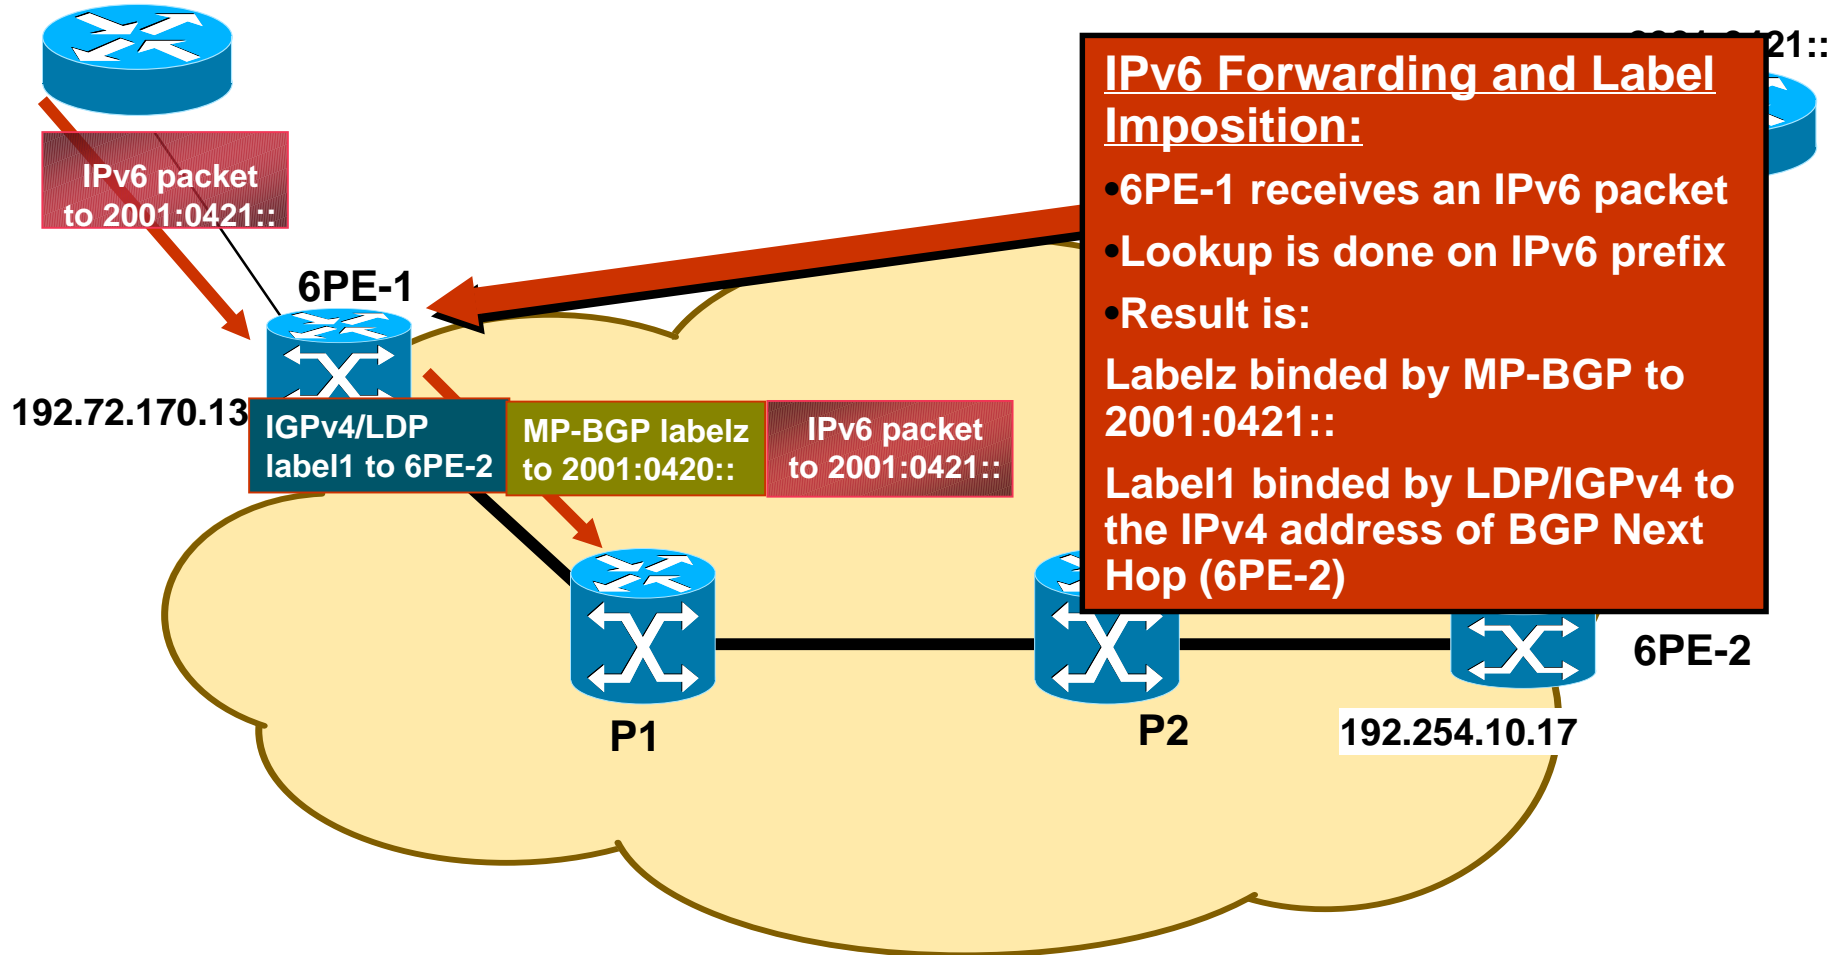 21::
IPv6 Forwarding and Label
Imposition:
•6PE-1 receives an IPv6 packet
•Lookup is done on IPv6 prefix
•Result is:
Labelz binded by MP-BGP to
2001:0421::
Label1 binded by LDP/IGPv4 to
the IPv4 address of BGP Next
Hop (6PE-2)
IPv6 packet
to 2001:0421::
6PE-1
192.72.170.13
IGPv4/LDP
label1 to 6PE-2
MP-BGP labelz
to 2001:0420::
IPv6 packet
to 2001:0421::
P1
P2
6PE-2
192.254.10.17